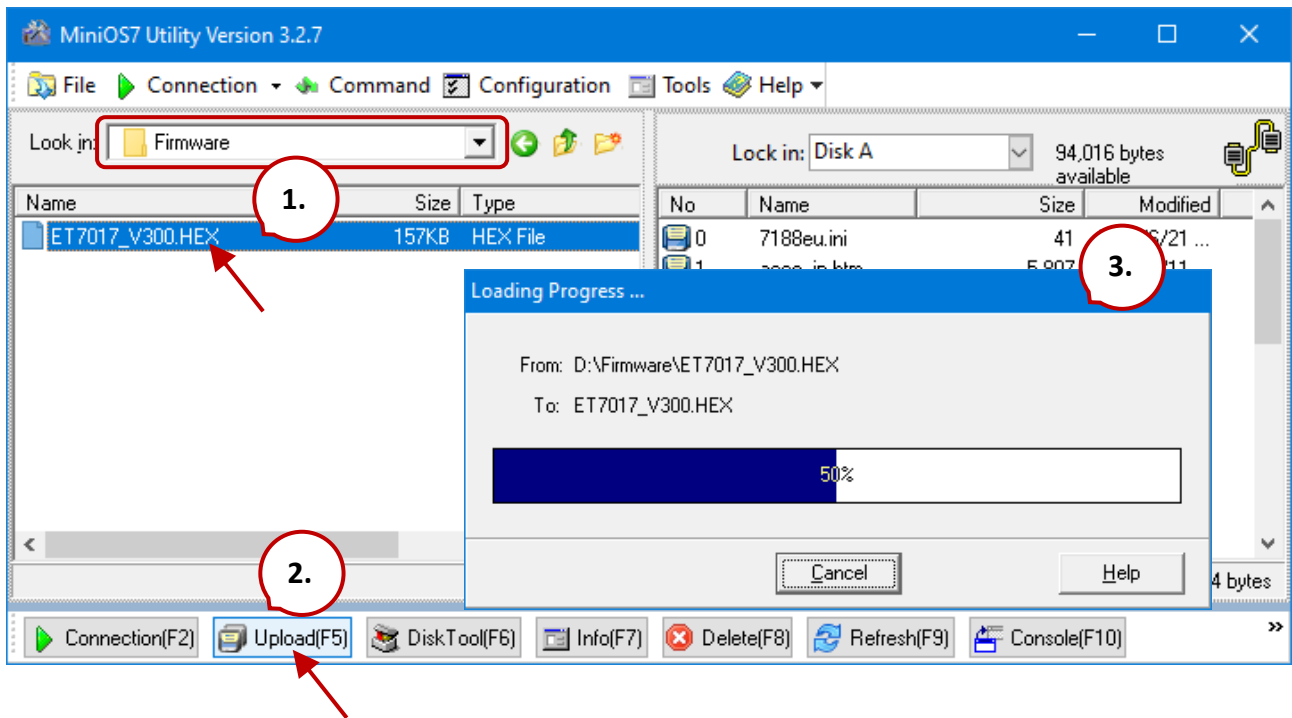 MiniOS7 Utility Version 3.2.7
File Connection Command Configuration Tools Help
Look in: Firmware
Lock in: Disk A
94,016 bytes
available
1.
Name Size Type
No Name Size Modified
ET7017_V300.HEX 157KB HEX File
0 7188eu.ini 41 /21 ...
1
3.
Loading Progress ...
From: D:\Firmware\ET7017_V300.HEX
To: ET7017_V300.HEX
50%
2.
Cancel
Help
4 bytes
Connection(F2) Upload(F5) DiskTool(F6) Info(F7) Delete(F8) Refresh(F9) Console(F10) »